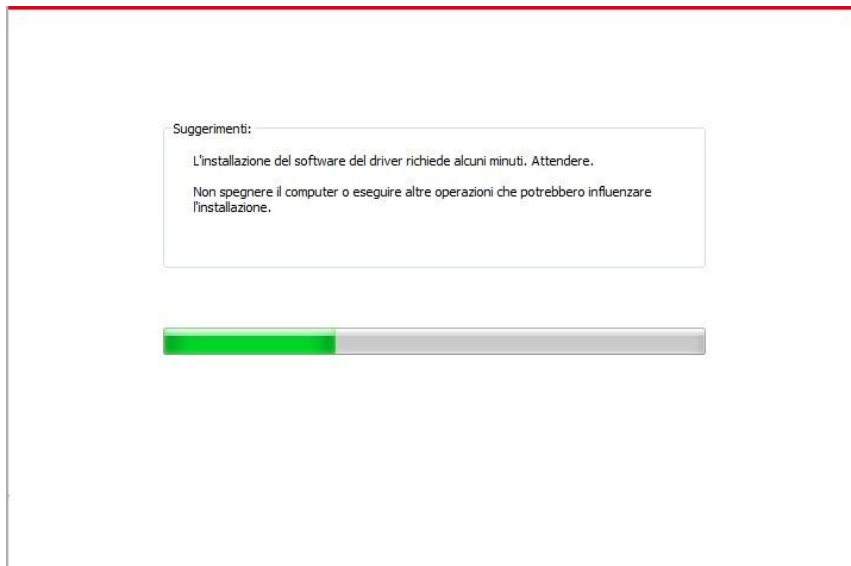 Suggerimenti:
L'installazione del software del driver richiede alcuni minuti. Attendere.
Non spegnere il computer o eseguire altre operazioni che potrebbero influenzare
l'installazione.